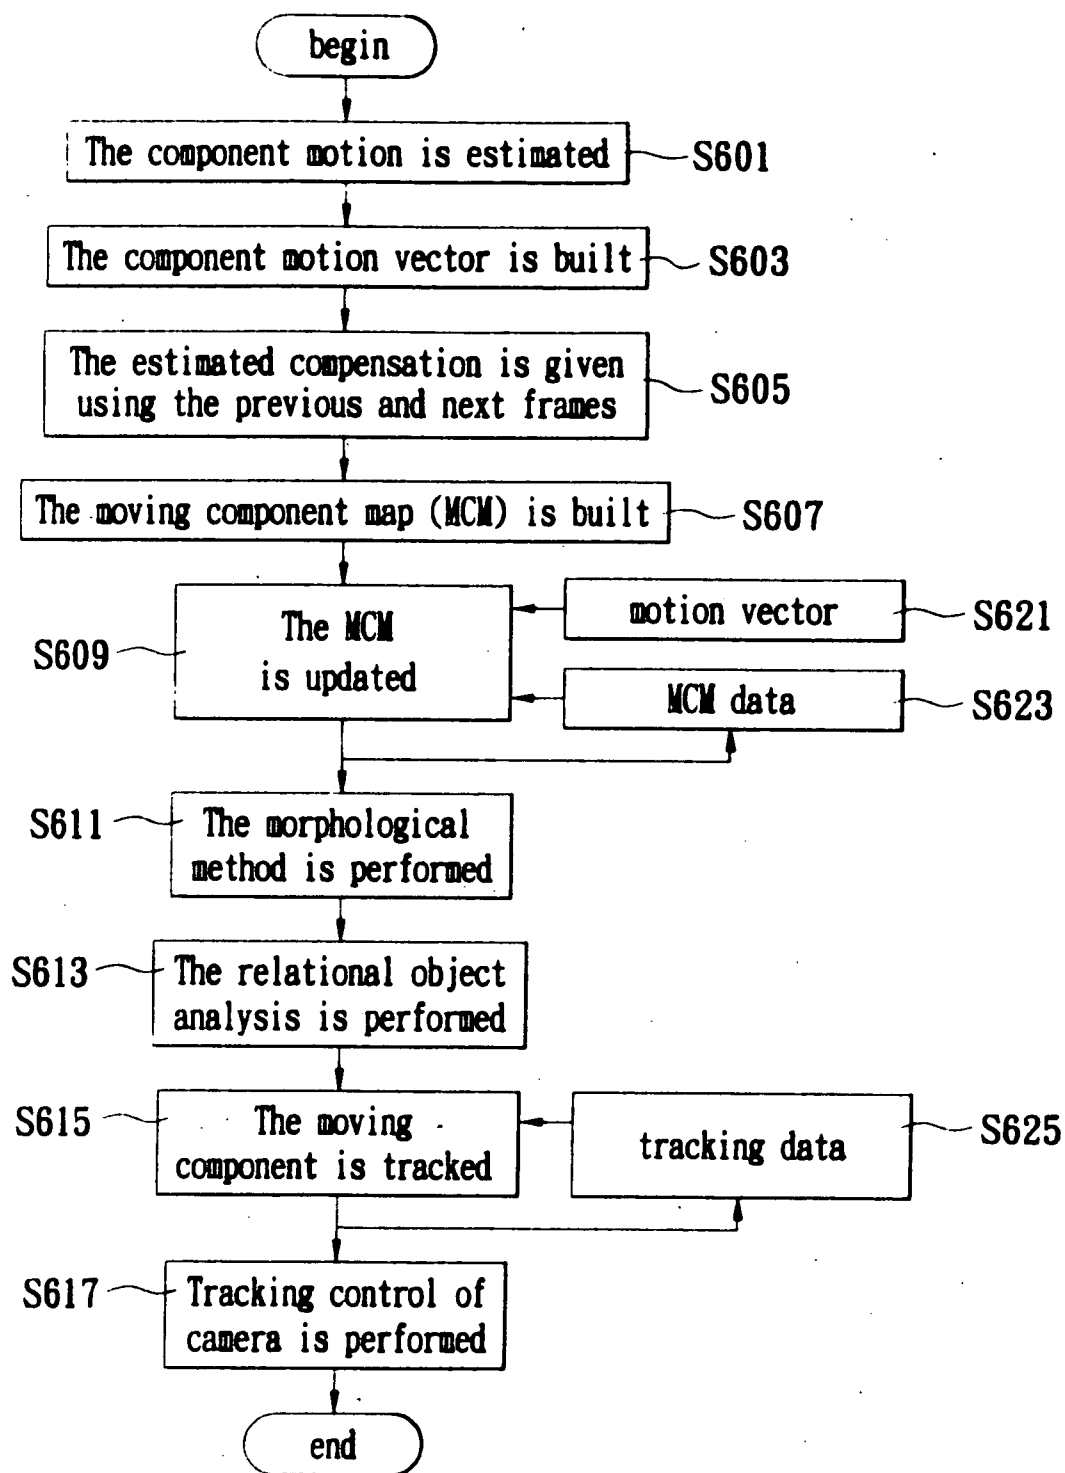 begin
The component motion is estimated
S601
The component motion vector is built
S603
The estimated compensation is given
using the previous and next frames
S605
The moving component map (MCM) is built
S607
The MCM
is updated
S609
motion vector
S621
MCM data
S623
S611
The morphological
method is performed
S613
The relational object
analysis is performed
S615
The moving
component is tracked
tracking data
S625
S617
Tracking control of
camera is performed
end